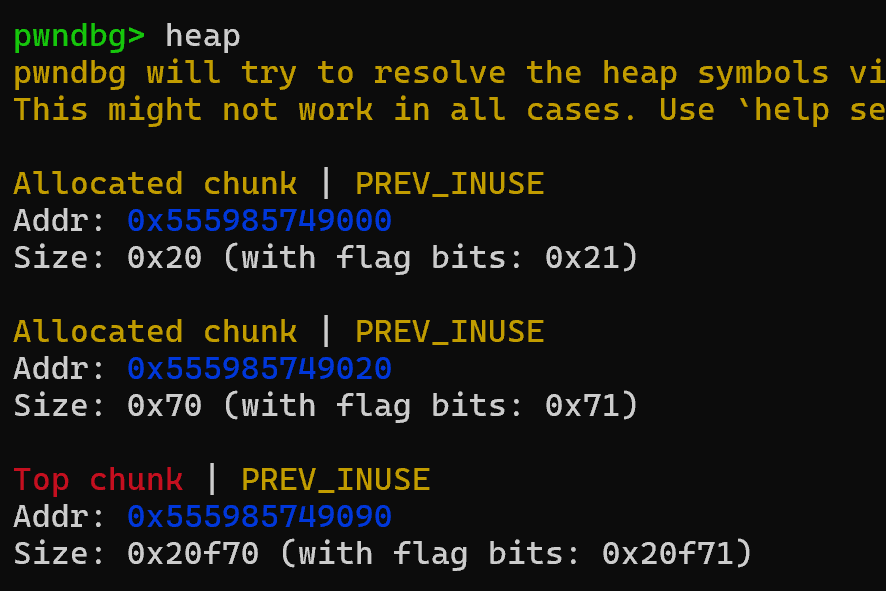 pwndbg> heap
pwndbg will try to resolve the heap symbols vi
This might not work in all cases. Use `help se
Allocated chunk | PREV_INUSE
Addr: 0x555985749000
Size: 0x20 (with flag bits: 0x21)
Allocated chunk | PREV_INUSE
Addr: 0x555985749020
Size: 0x70 (with flag bits: 0x71)
Top chunk | PREV_INUSE
Addr: 0x555985749090
Size: 0x20f70 (with flag bits: 0x20f71)